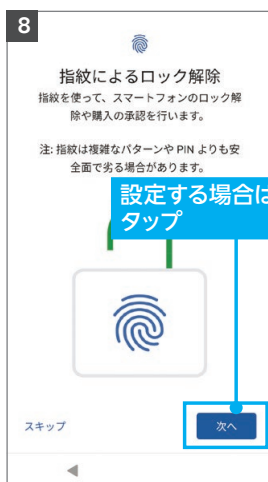 8
指紋によるロック解除
指紋を使って、スマートフォンのロック解
除や購入の承認を行います。
注: 指紋は複雑なパターンや PIN よりも安
全面で劣る場合があります。
設定する場合は
タップ
スキップ
次へ